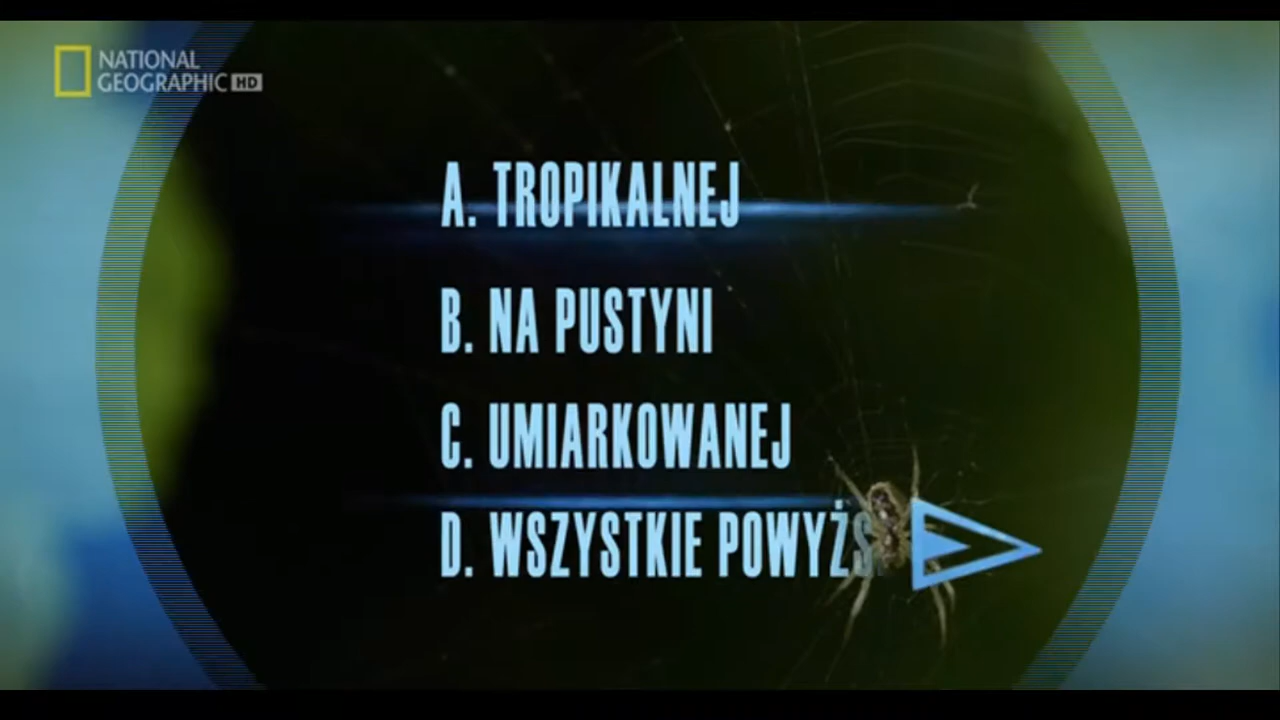 NATIONAL
GEOGRAPHIC HD
A. TROPIKALNEJ
B. NA PUSTYNI
C. UMIARKOWANEJ
D. WSZYSTKIE